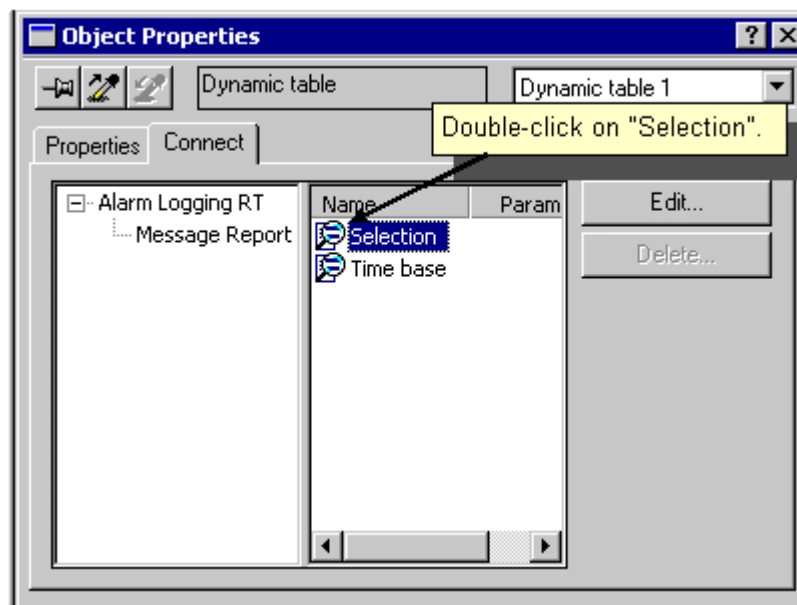 Object Properties
Dynamic table
Dynamic table 1
Double-click on "Selection".
Properties
Connect
Alarm Logging RT
Message Report
Name
Param
Selection
Time base
Edit...
Delete...